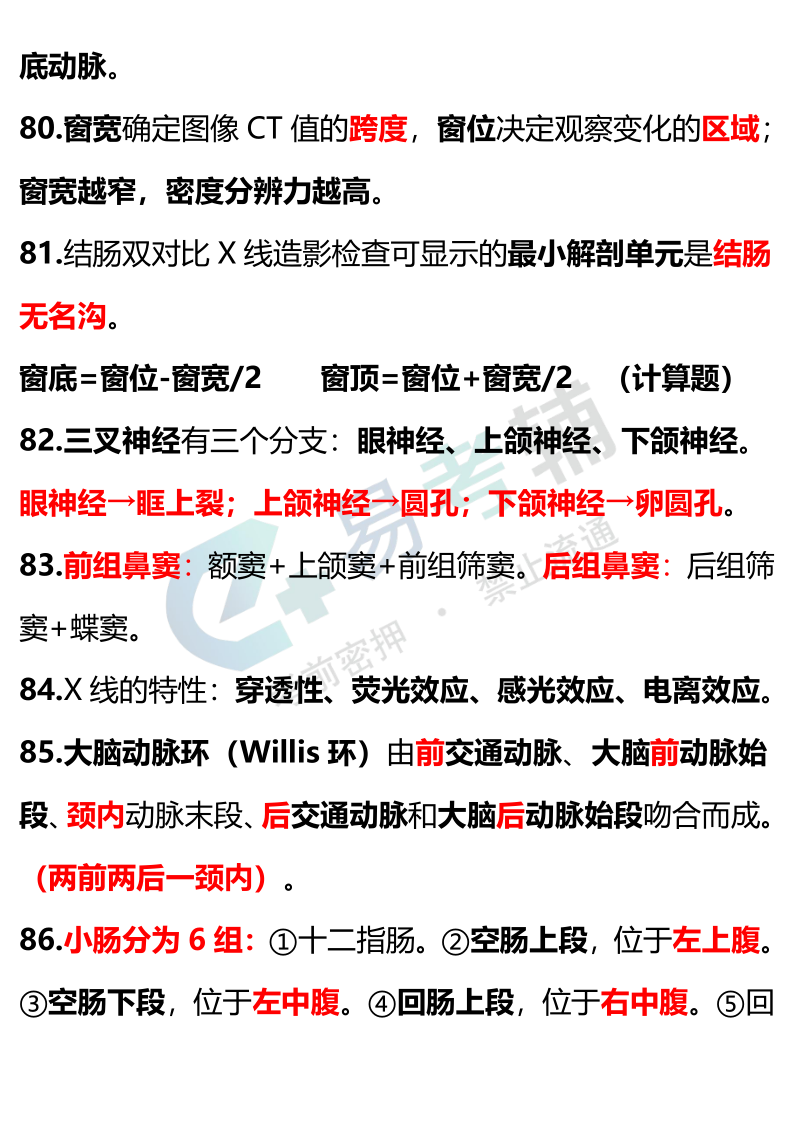 底动脉。
80.窗宽确定图像 CT 值的跨度，窗位决定观察变化的区域；
窗宽越窄，密度分辨力越高。
81.结肠双对比 X 线造影检查可显示的最小解剖单元是结肠
无名沟。
窗底=窗位-窗宽/2 窗顶=窗位+窗宽/2 （计算题）
82.三叉神经有三个分支：眼神经、上颌神经、下颌神经。
眼神经→眶上裂；上颌神经→圆孔；下颌神经→卵圆孔。
83.前组鼻窦：额窦+上颌窦+前组筛窦。后组鼻窦：后组筛
窦+蝶窦。
84.X 线的特性：穿透性、荧光效应、感光效应、电离效应。
85.大脑动脉环（Willis 环）由前交通动脉、大脑前动脉始
段、颈内动脉末段、后交通动脉和大脑后动脉始段吻合而成。
（两前两后一颈内）。
86.小肠分为 6 组：①十二指肠。②空肠上段，位于左上腹。
③空肠下段，位于左中腹。④回肠上段，位于右中腹。⑤回
易考辅
考前密押 · 禁止流通